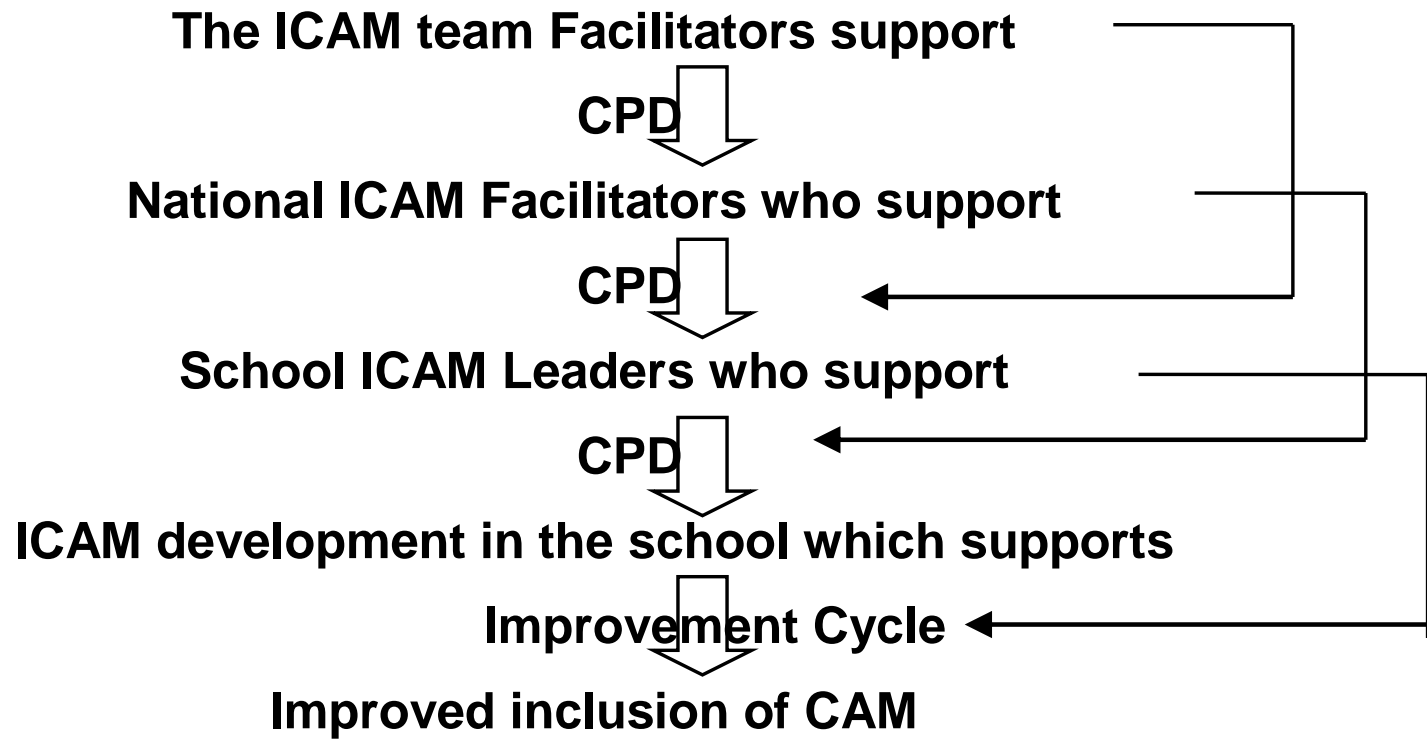 The ICAM team Facilitators support
CPD
National ICAM Facilitators who support
CPD
School ICAM Leaders who support
CPD
ICAM development in the school which supports
Improvement Cycle
Improved inclusion of CAM